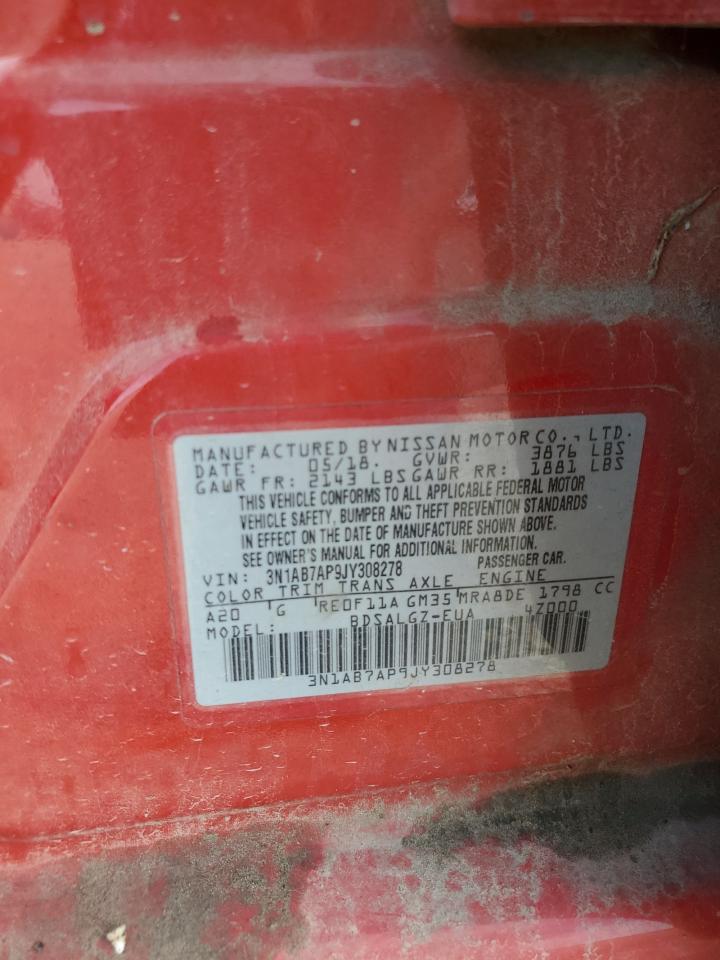 MANUFACTURED BY NISSAN MOTOR CO., LTD.
DATE: 05/18. GVWR: 3876 LBS
GAWR FR: 2143 LBS GAWR RR: 1881 LBS
THIS VEHICLE CONFORMS TO ALL APPLICABLE FEDERAL MOTOR
VEHICLE SAFETY, BUMPER AND THEFT PREVENTION STANDARDS
IN EFFECT ON THE DATE OF MANUFACTURE SHOWN ABOVE.
SEE OWNER'S MANUAL FOR ADDITIONAL INFORMATION.
VIN: 3N1AB7AP9JY308278 PASSENGER CAR.
COLOR TRIM TRANS AXLE ENGINE
A20 G RE0F11A GM35 MRA8DE 1798 CC
MODEL: BDSALGZ-EUA 4Z000
3N1AB7AP9JY308278